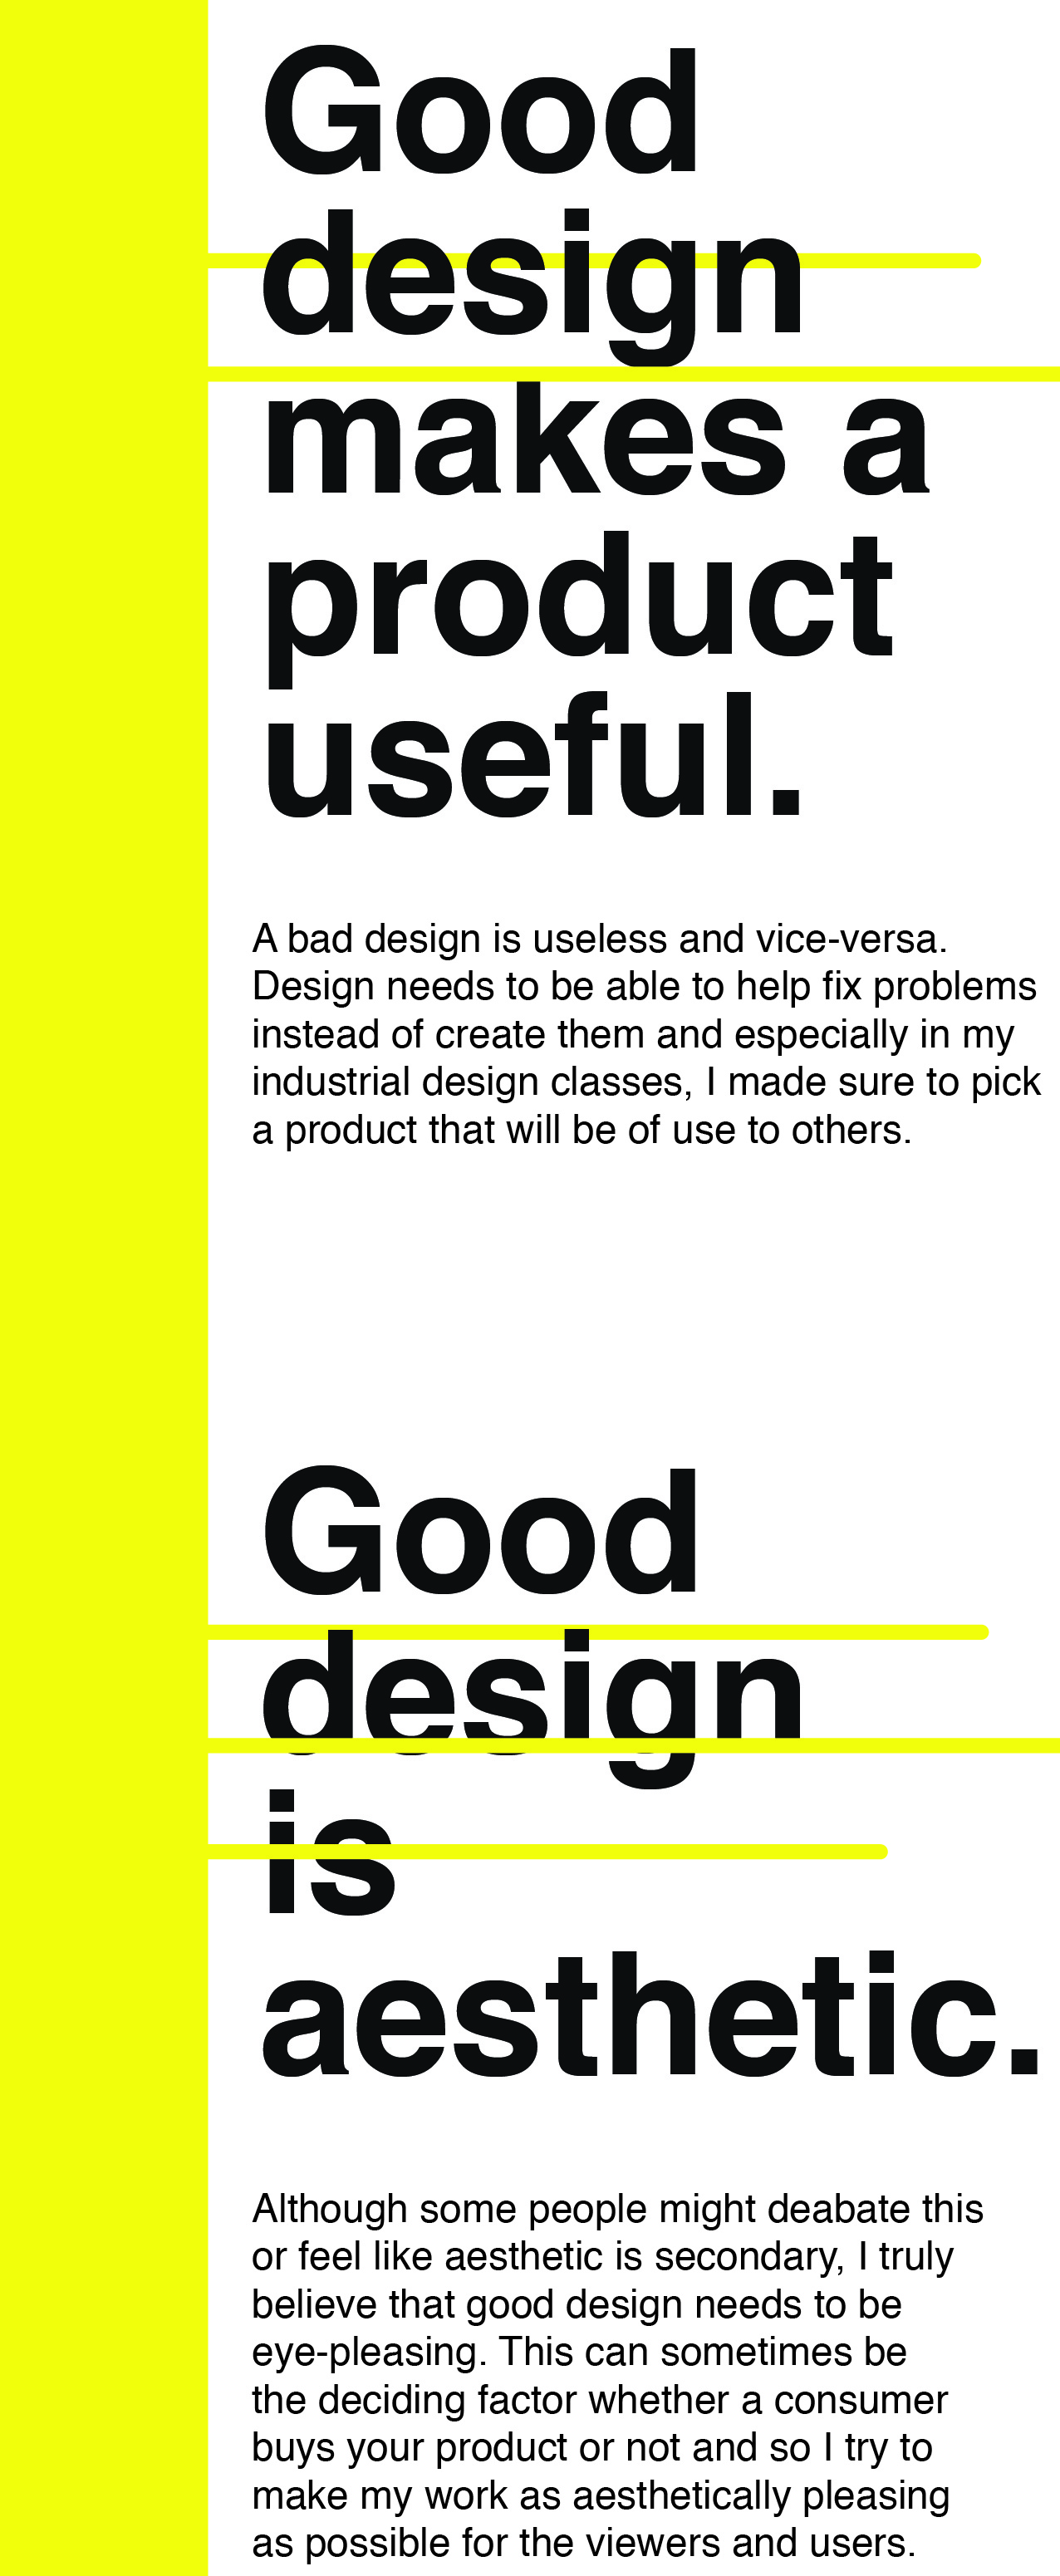 Good
design
makes a
product
useful.
A bad design is useless and vice-versa.
Design needs to be able to help fix problems
instead of create them and especially in my
industrial design classes, I made sure to pick
a product that will be of use to others.
Good
design
is
aesthetic.
Although some people might deabate this
or feel like aesthetic is secondary, I truly
believe that good design needs to be
eye-pleasing. This can sometimes be
the deciding factor whether a consumer
buys your product or not and so I try to
make my work as aesthetically pleasing
as possible for the viewers and users.